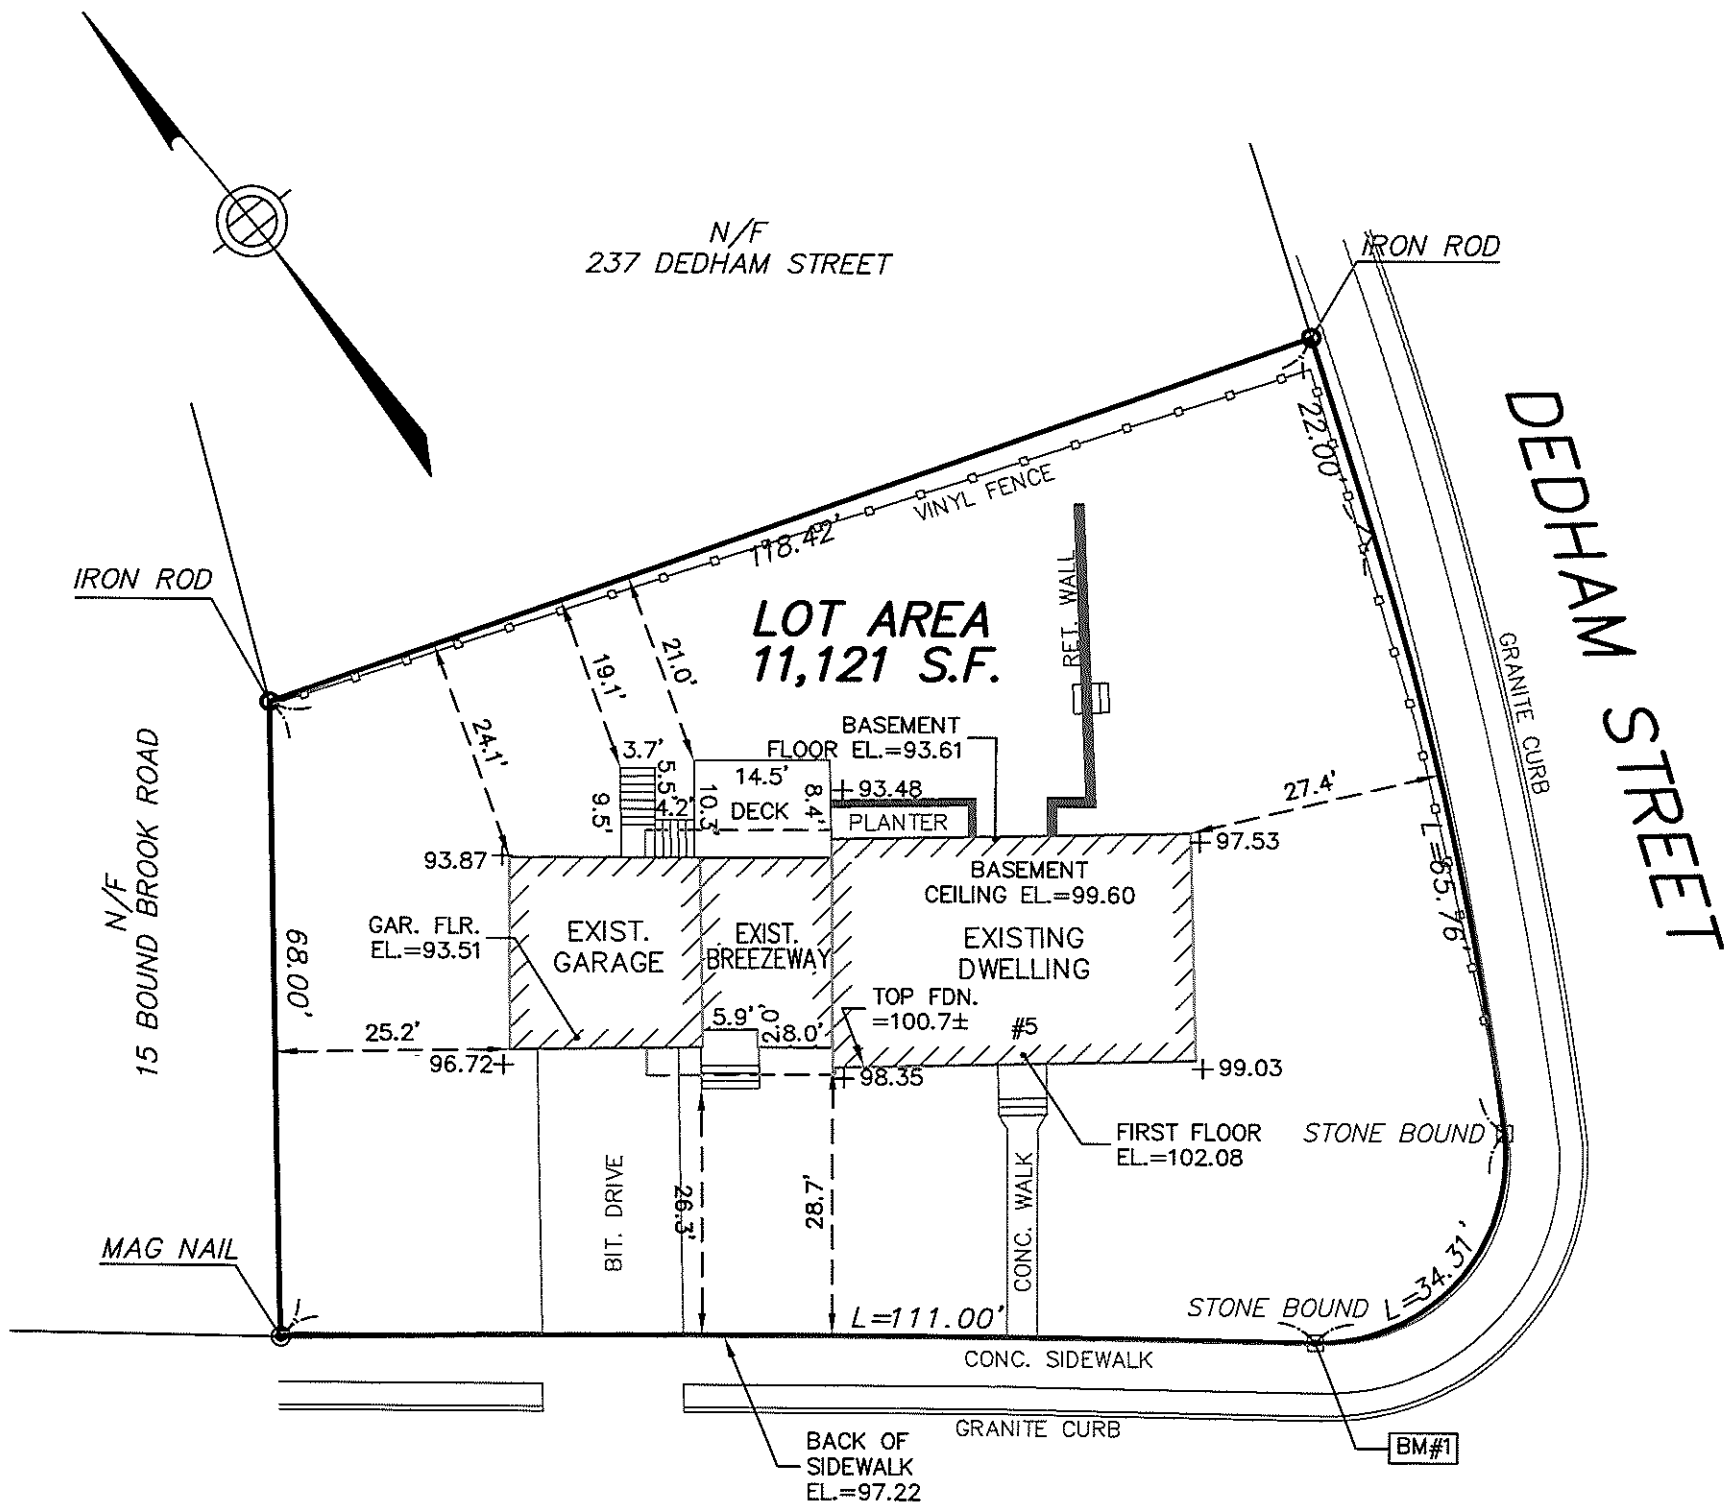 N/F
237 DEDHAM STREET
IRON ROD
DEDHAM STREET
22.00'
VINYL FENCE
118.42'
IRON ROD
LOT AREA
11,121 S.F.
RET. WALL
GRANITE CURB
24.1'
19.1'
21.0'
BASEMENT
FLOOR EL.=93.61
3.7'
5.5'
9.5'
4.2'
10.3'
14.5'
DECK
8.4'
93.48
PLANTER
27.4'
L=65.76'
N/F
15 BOUND BROOK ROAD
68.00'
93.87
97.53
BASEMENT
CEILING EL.=99.60
GAR. FLR.
EL.=93.51
EXIST.
GARAGE
EXIST.
BREEZEWAY
EXISTING
DWELLING
TOP FDN.
=100.7±
#5
25.2'
5.9'
2.0'
8.0'
96.72
98.35
99.03
FIRST FLOOR
EL.=102.08
STONE BOUND
BIT. DRIVE
26.3'
28.7'
CONC. WALK
MAG NAIL
L=111.00'
STONE BOUND
L=34.31'
CONC. SIDEWALK
GRANITE CURB
BACK OF
SIDEWALK
EL.=97.22
BM#1